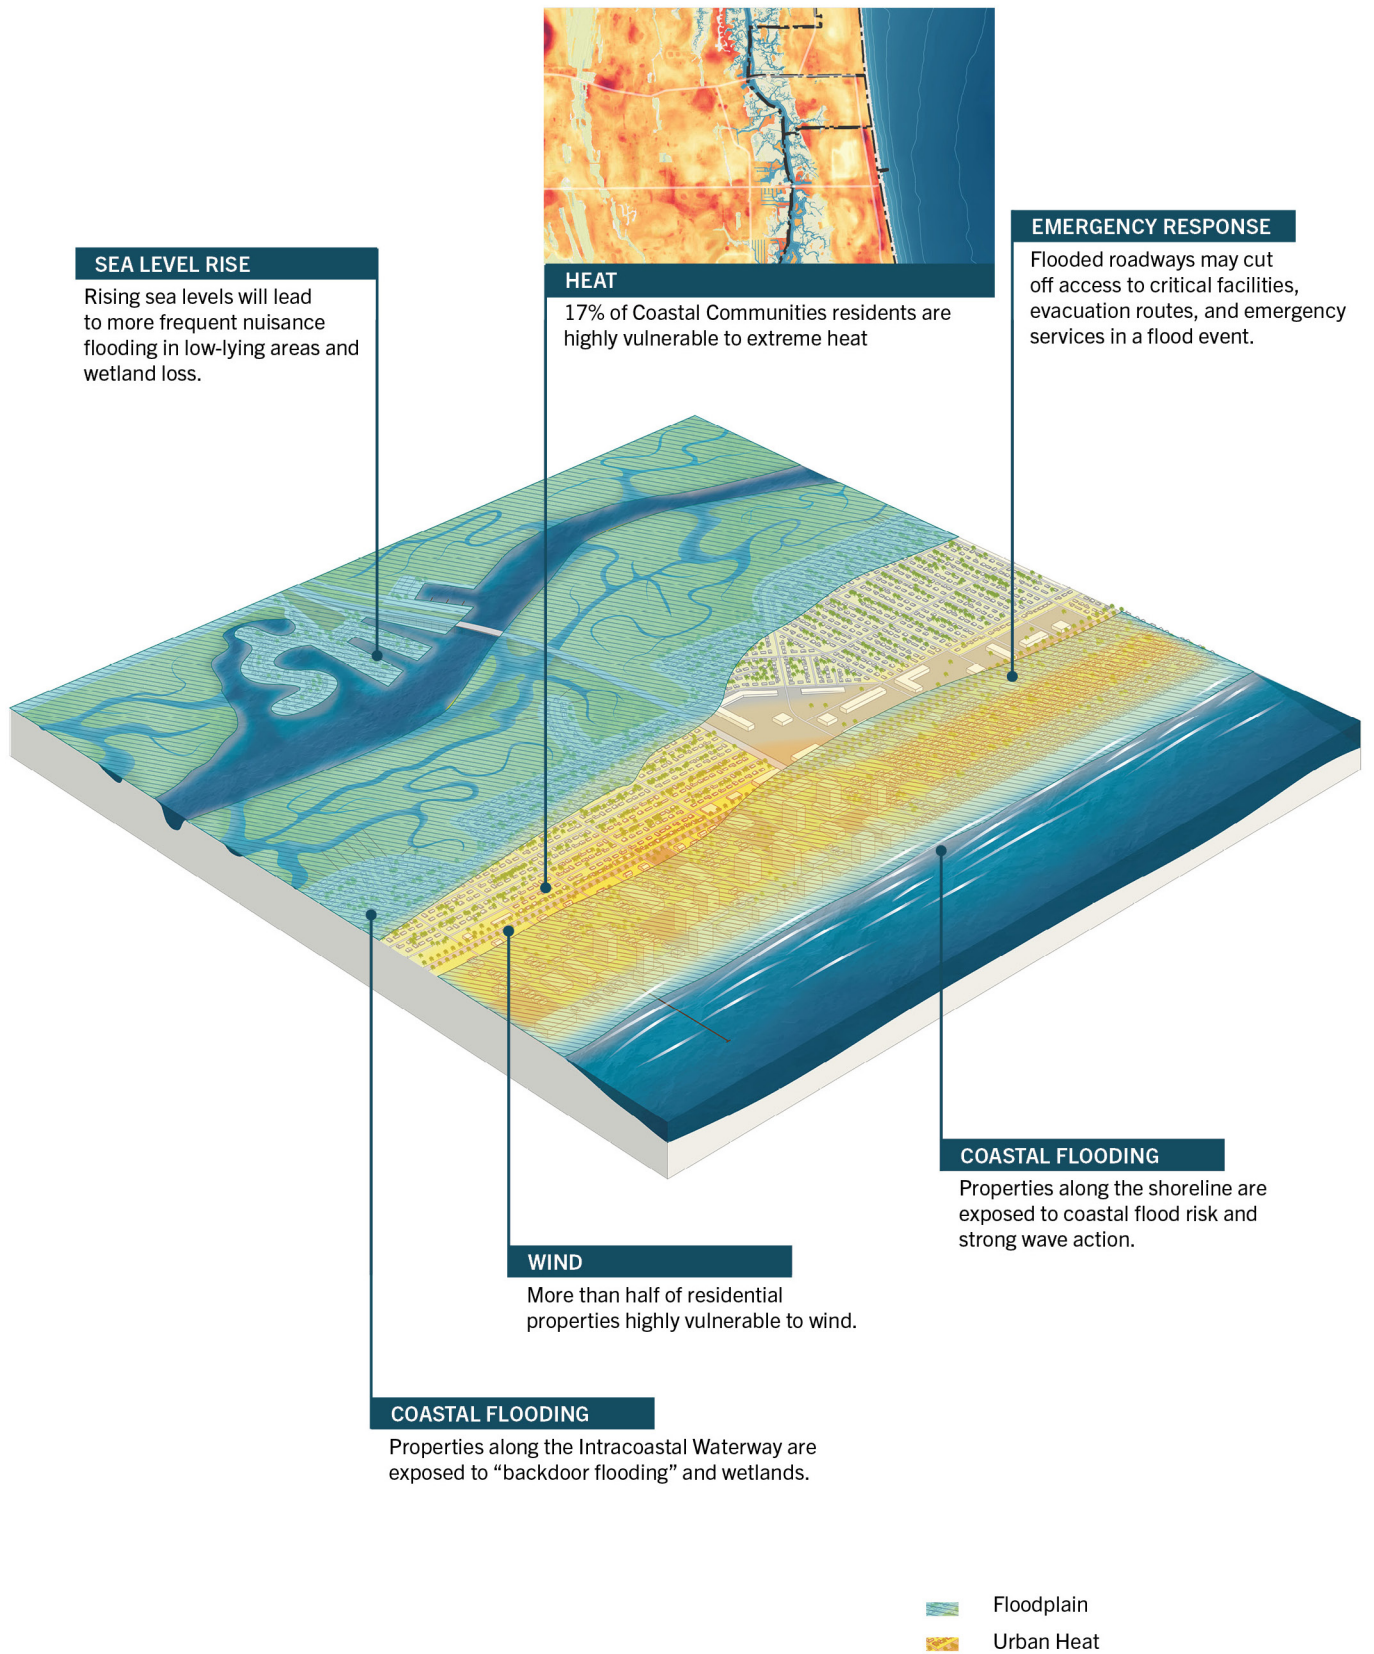 SEA LEVEL RISE
Rising sea levels will lead
to more frequent nuisance
flooding in low-lying areas and
wetland loss.
HEAT
17% of Coastal Communities residents are
highly vulnerable to extreme heat
EMERGENCY RESPONSE
Flooded roadways may cut
off access to critical facilities,
evacuation routes, and emergency
services in a flood event.
COASTAL FLOODING
Properties along the shoreline are
exposed to coastal flood risk and
strong wave action.
WIND
More than half of residential
properties highly vulnerable to wind.
COASTAL FLOODING
Properties along the Intracoastal Waterway are
exposed to “backdoor flooding” and wetlands.
Floodplain
Urban Heat